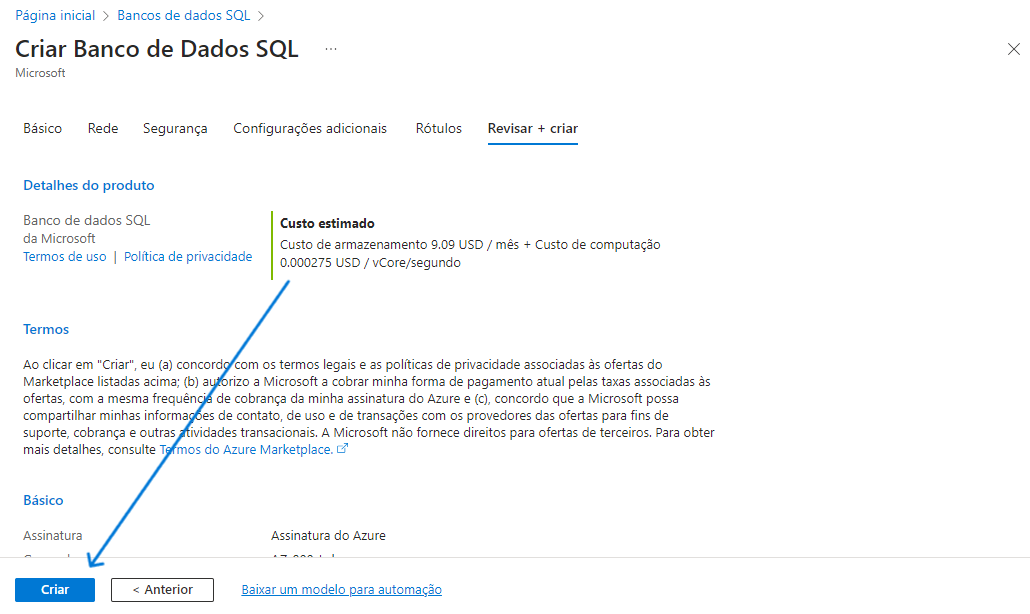 Página inicial > Bancos de dados SQL >
Criar Banco de Dados SQL ...
Microsoft
Básico Rede Segurança Configurações adicionais Rótulos Revisar + criar
Detalhes do produto
Banco de dados SQL
da Microsoft
Termos de uso | Política de privacidade
Custo estimado
Custo de armazenamento 9.09 USD / mês + Custo de computação
0.000275 USD / vCore/segundo
Termos
Ao clicar em "Criar", eu (a) concordo com os termos legais e as políticas de privacidade associadas às ofertas do
Marketplace listadas acima; (b) autorizo a Microsoft a cobrar minha forma de pagamento atual pelas taxas associadas às
ofertas, com a mesma frequência de cobrança da minha assinatura do Azure e (c), concordo que a Microsoft possa
compartilhar minhas informações de contato, de uso e de transações com os provedores das ofertas para fins de
suporte, cobrança e outras atividades transacionais. A Microsoft não fornece direitos para ofertas de terceiros. Para obter
mais detalhes, consulte Termos do Azure Marketplace.
Básico
Assinatura Assinatura do Azure
Criar < Anterior Baixar um modelo para automação